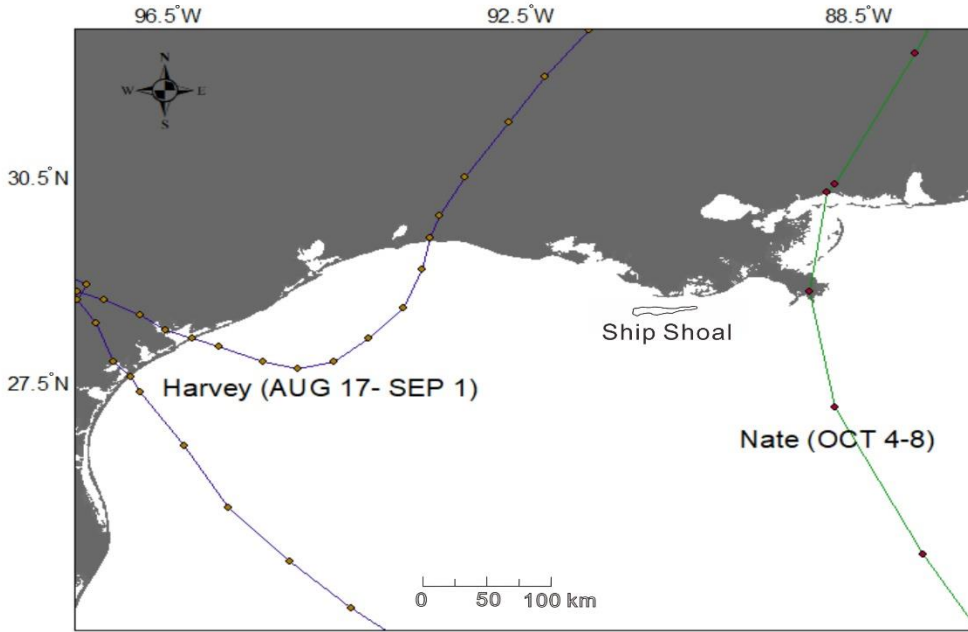 96.5°W 92.5°W 88.5°W
N
W E
S
30.5°N
Ship Shoal
27.5°N
Harvey (AUG 17- SEP 1)
Nate (OCT 4-8)
0 50 100 km